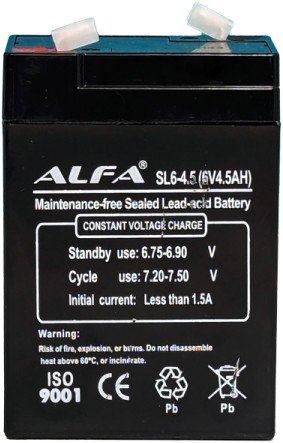 ALFA® SL6-4.5 (6V4.5AH)
Maintenance-free Sealed Lead-acid Battery
CONSTANT VOLTAGE CHARGE
Standby use: 6.75-6.90 V
Cycle use: 7.20-7.50 V
Initial current: Less than 1.5A
Warning:
Risk of fire, explosion, or burns. Do not disassemble
heat above 60°C, or incinerate.
ISO
9001
CE
Pb
Pb